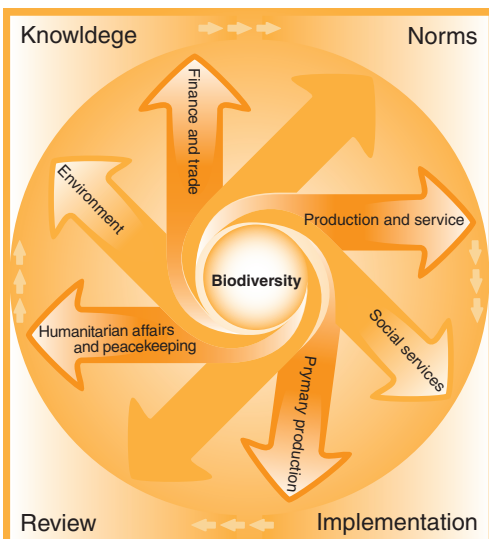 Knowldege
Norms
Finance and trade
Environment
Production and service
Biodiversity
Humanitarian affairs
and peacekeeping
Social services
Prymary production
Review
Implementation